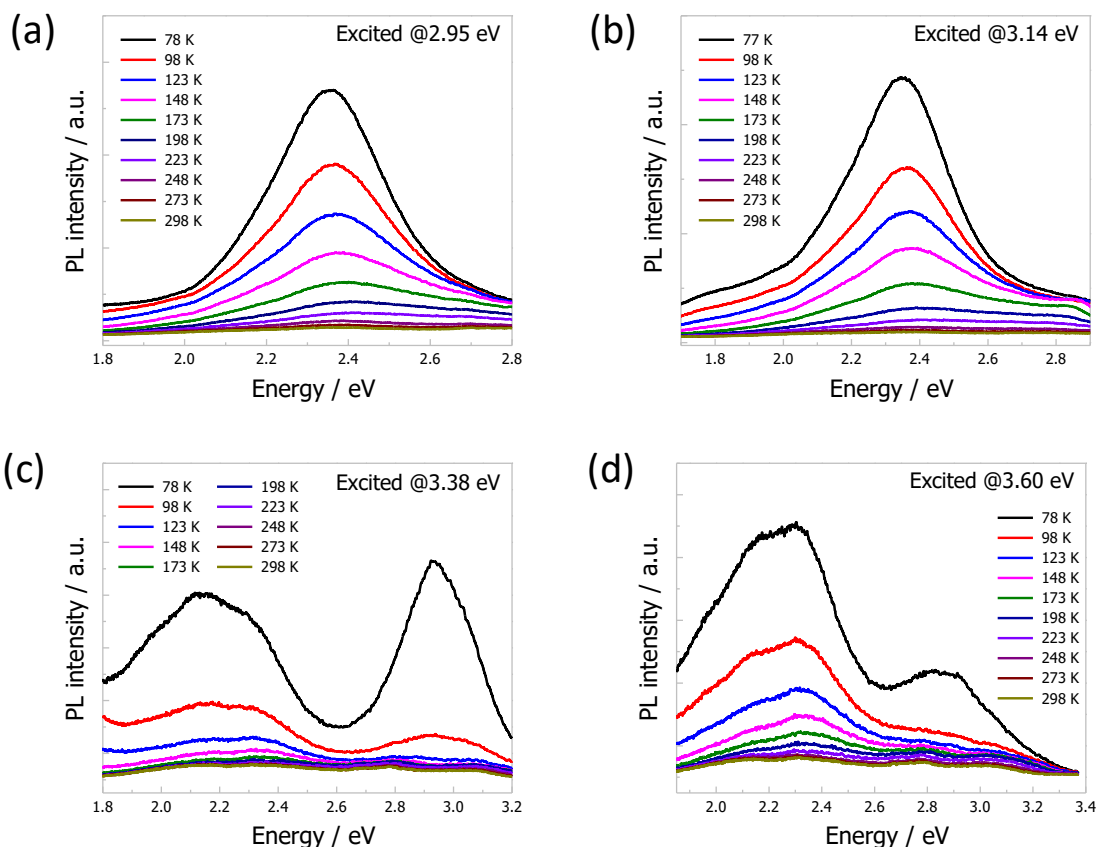 (a)
Excited @2.95 eV
78 K
98 K
123 K
148 K
173 K
198 K
223 K
248 K
273 K
298 K
PL intensity / a.u.
1.8 2.0 2.2 2.4 2.6 2.8
Energy / eV
(b)
Excited @3.14 eV
77 K
98 K
123 K
148 K
173 K
198 K
223 K
248 K
273 K
298 K
PL intensity / a.u.
1.8 2.0 2.2 2.4 2.6 2.8
Energy / eV
(c)
Excited @3.38 eV
78 K 198 K
98 K 223 K
123 K 248 K
148 K 273 K
173 K 298 K
PL intensity / a.u.
1.8 2.0 2.2 2.4 2.6 2.8 3.0 3.2
Energy / eV
(d)
Excited @3.60 eV
78 K
98 K
123 K
148 K
173 K
198 K
223 K
248 K
273 K
298 K
PL intensity / a.u.
2.0 2.2 2.4 2.6 2.8 3.0 3.2 3.4
Energy / eV